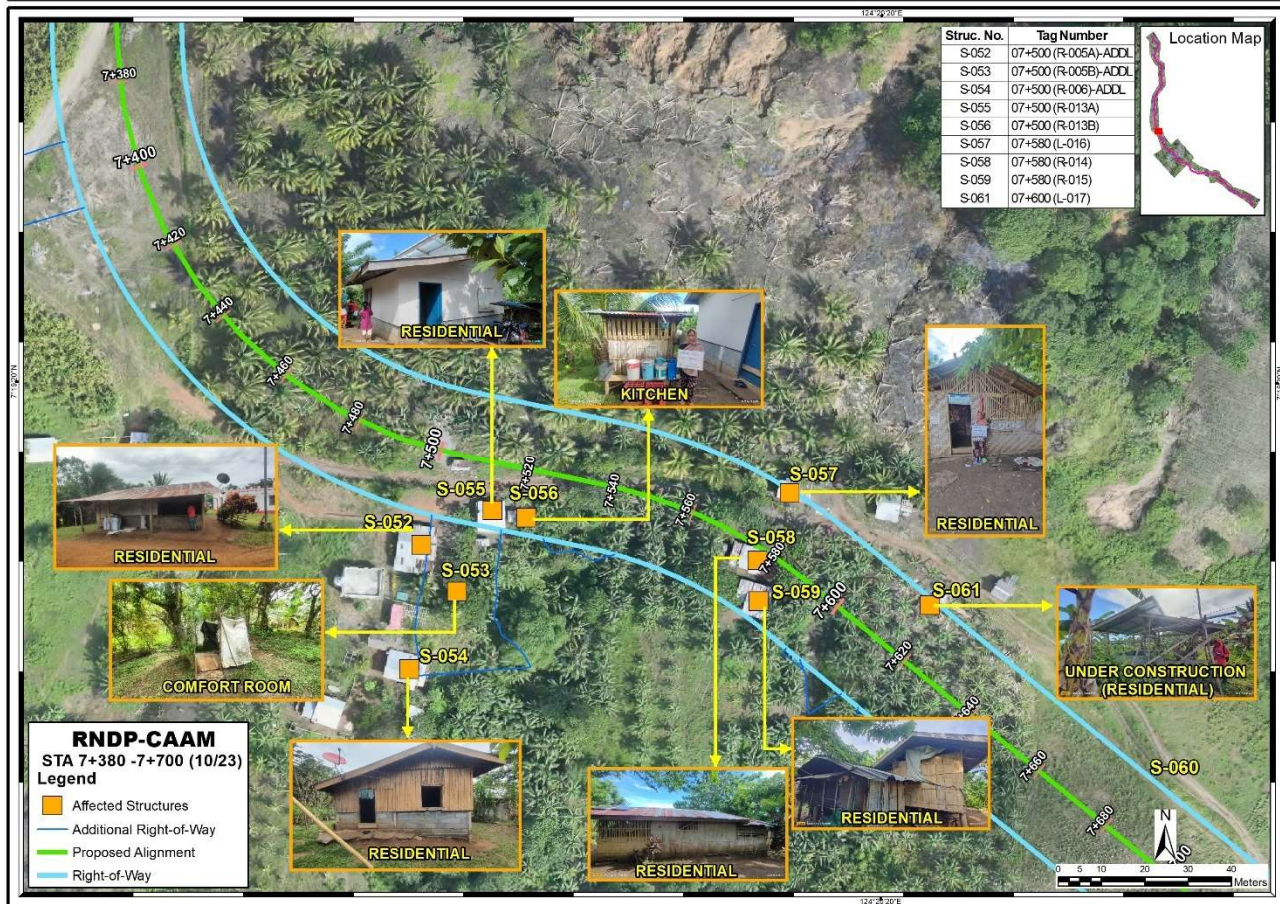 124°20'20"E
Struc. No. Tag Number
S-052 07+500 (R-005A)-ADDL
S-053 07+500 (R-005B)-ADDL
S-054 07+500 (R-006)-ADDL
S-055 07+500 (R-013A)
S-056 07+500 (R-013B)
S-057 07+580 (L-016)
S-058 07+580 (R-014)
S-059 07+580 (R-015)
S-061 07+600 (L-017)
Location Map
7+380
7+400
7+420
7+440
7+460
7+480
7+500
7+520
7+540
7+560
7+580
7+600
7+620
7+660
7+680
RESIDENTIAL
KITCHEN
RESIDENTIAL
RESIDENTIAL
S-057
S-055
S-056
S-052
S-058
S-053
S-059
S-061
S-054
COMFORT ROOM
UNDER CONSTRUCTION
(RESIDENTIAL)
S-060
RESIDENTIAL
RESIDENTIAL
RESIDENTIAL
RNDP-CAAM
STA 7+380 -7+700 (10/23)
Legend
Affected Structures
Additional Right-of-Way
Proposed Alignment
Right-of-Way
N
0 5 10 20 30 40
Meters
124°20'20"E